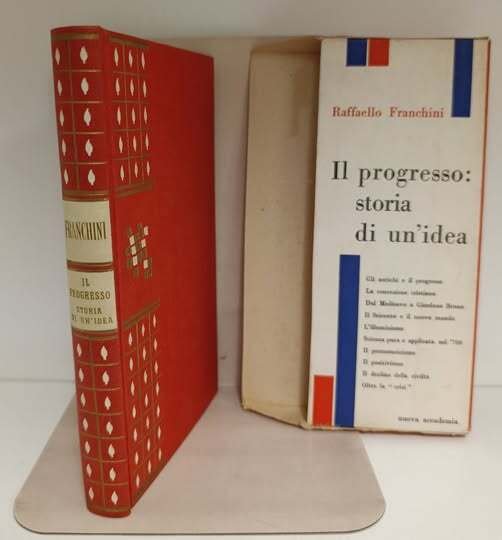 FRANCHINI
IL
PROGRESSO
STORIA
DI UN'IDEA
Raffaello Franchini
Il progresso:
storia
di un'idea
Gli antichi e il progresso
La concezione cristiana
Dal Medioevo a Giordano Bruno
Il Seicento e il nuovo mondo
L'illuminismo
Scienza pura e applicata nel '700
Il romanticismo
Il positivismo
Il declino della civiltà
Oltre la "crisi"
nuova accademia